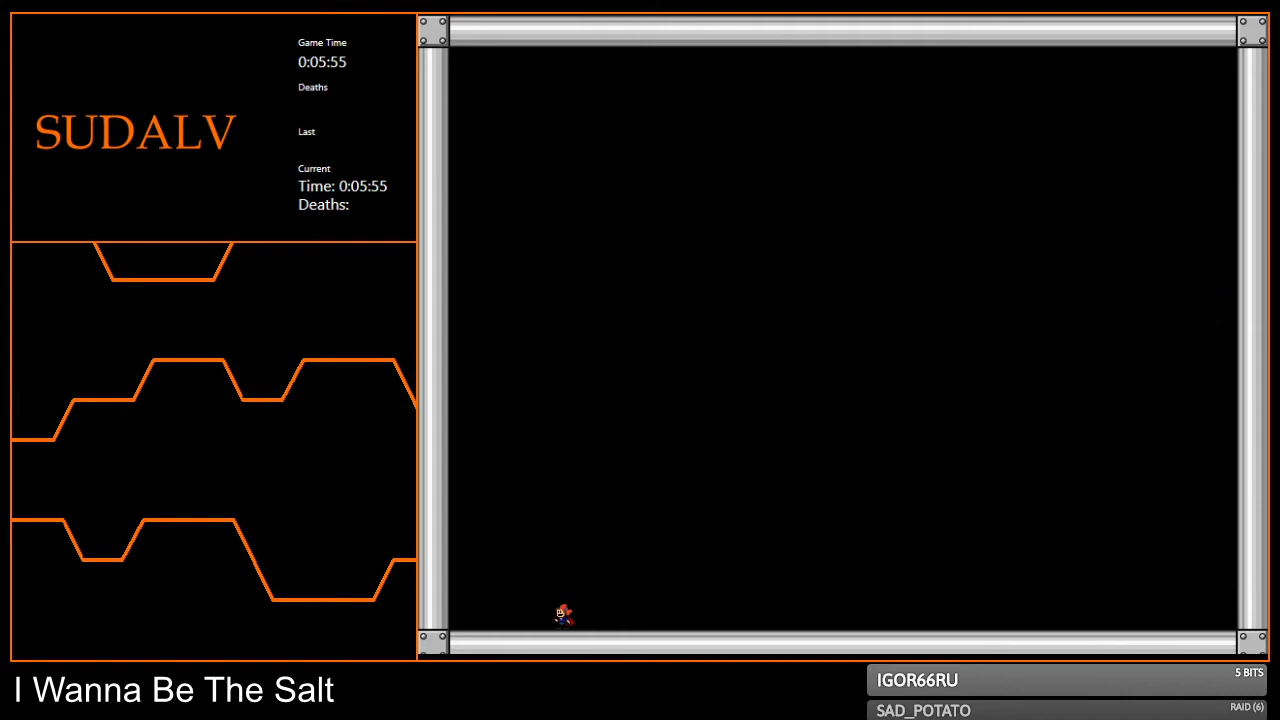 Game Time
0:05:55
Deaths
SUDALV
Last
Current
Time: 0:05:55
Deaths:
I Wanna Be The Salt
IGOR66RU
5 BITS
SAD_POTATO
RAID (6)